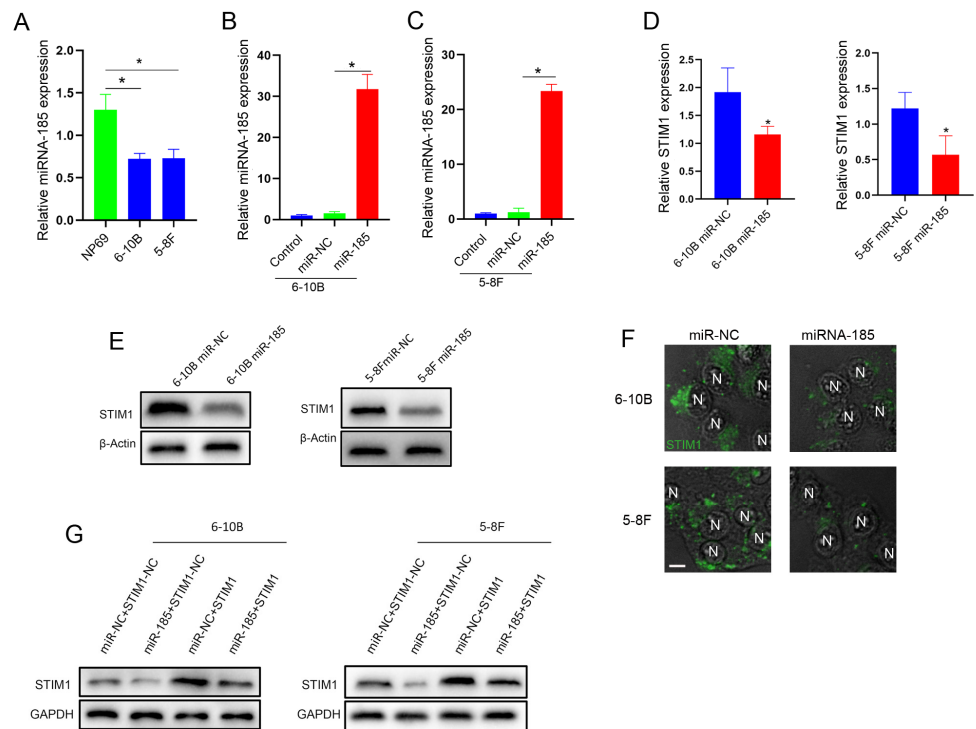 A
Relative miRNA-185 expression
2.0
1.5
1.0
0.5
0.0
*
*
NP69
6-10B
5-8F
B
Relative miRNA-185 expression
40
30
20
10
0
*
Control
miR-NC
miR-185
6-10B
C
Relative miRNA-185 expression
30
20
10
0
*
Control
miR-NC
miR-185
5-8F
D
Relative STIM1 expression
2.5
2.0
1.5
1.0
0.5
0.0
*
6-10B miR-NC
6-10B miR-185
Relative STIM1 expression
2.0
1.5
1.0
0.5
0.0
*
5-8F miR-NC
5-8F miR-185
E
6-10B miR-NC
6-10B miR-185
STIM1
β-Actin
5-8FmiR-NC
5-8F miR-185
STIM1
β-Actin
F
miR-NC
miRNA-185
6-10B
N
N
N
N
N
STIM1
N
N
N
N
5-8F
N
N
N
N
N
N
N
N
G
6-10B
miR-NC+STIM1-NC
miR-185+STIM1-NC
miR-NC+STIM1
miR-185+STIM1
STIM1
GAPDH
5-8F
miR-NC+STIM1-NC
miR-185+STIM1-NC
miR-NC+STIM1
miR-185+STIM1
STIM1
GAPDH